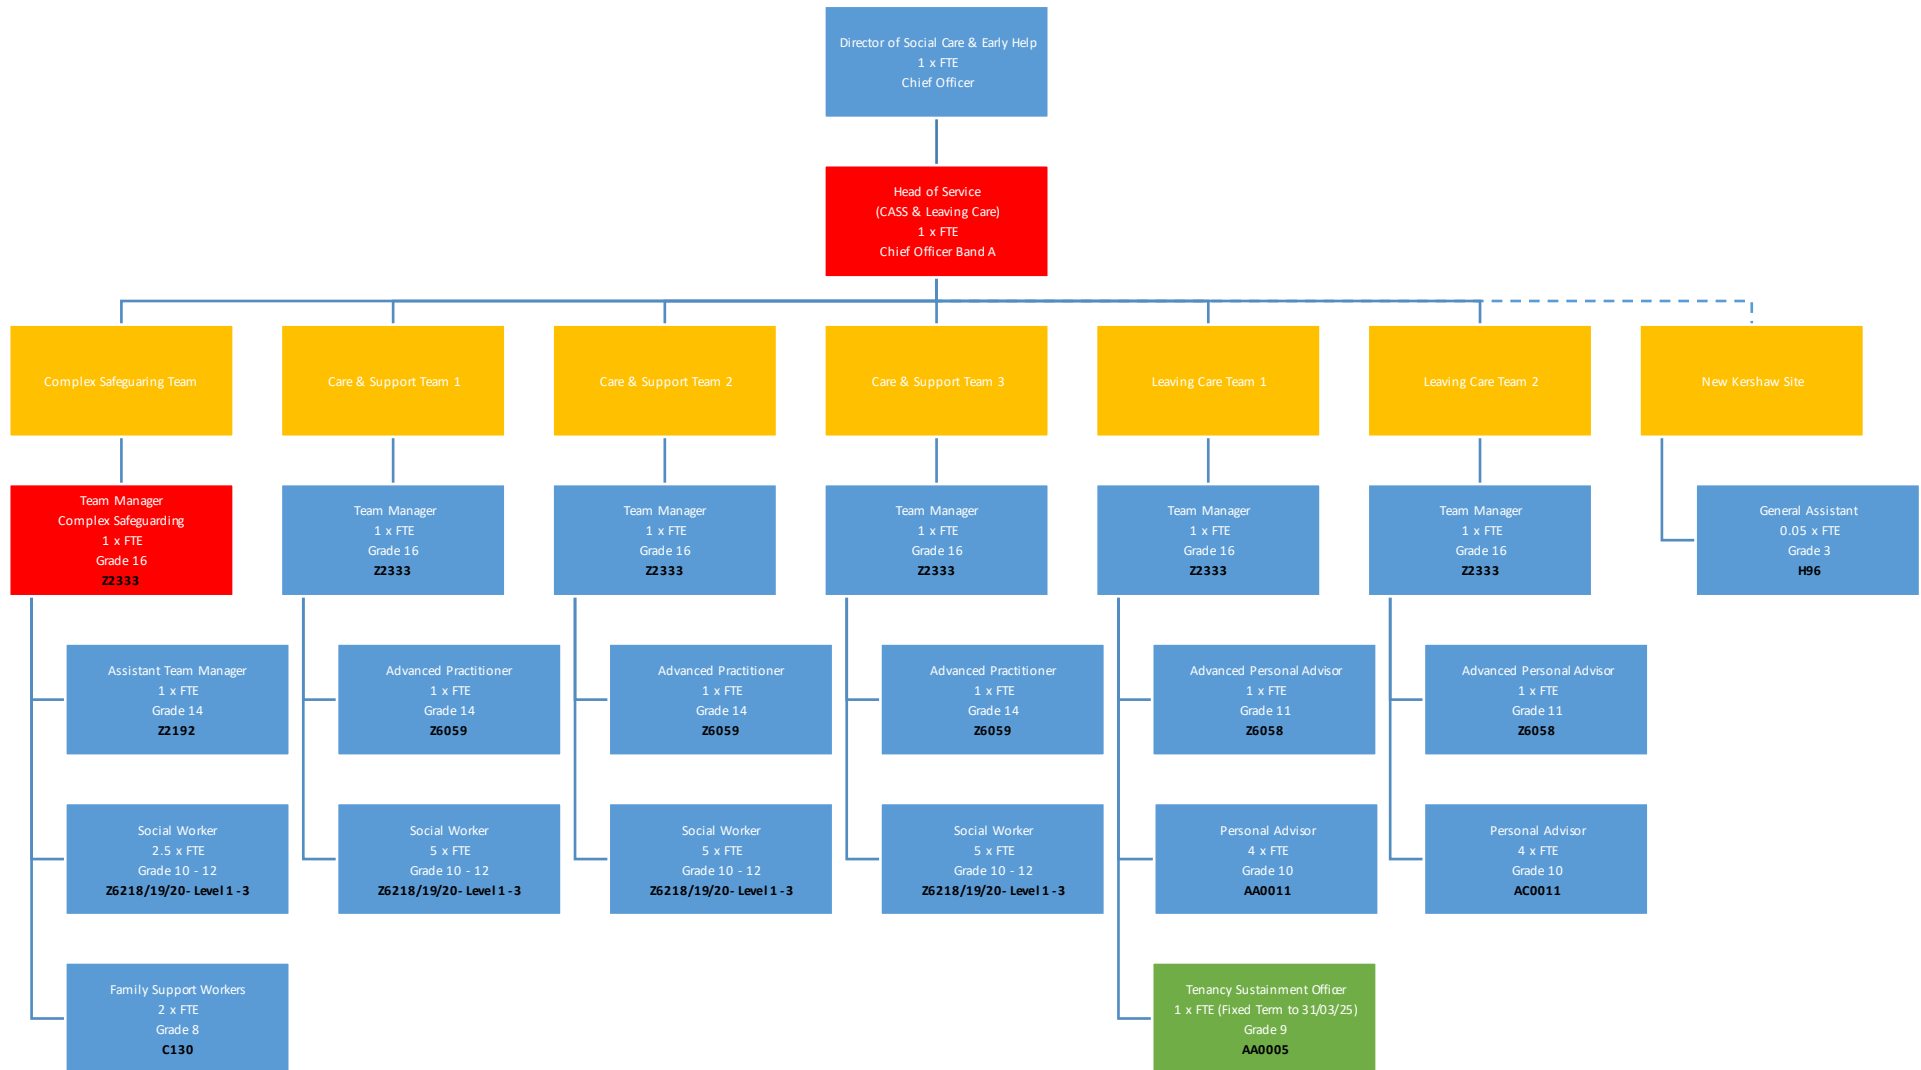 Director of Social Care & Early Help
1 x FTE
Chief Officer
Head of Service
(CASS & Leaving Care)
1 x FTE
Chief Officer Band A
Complex Safeguaring Team
Care & Support Team 1
Care & Support Team 2
Care & Support Team 3
Leaving Care Team 1
Leaving Care Team 2
New Kershaw Site
Team Manager
Complex Safeguarding
1 x FTE
Grade 16
Z2333
Team Manager
1 x FTE
Grade 16
Z2333
Team Manager
1 x FTE
Grade 16
Z2333
Team Manager
1 x FTE
Grade 16
Z2333
Team Manager
1 x FTE
Grade 16
Z2333
Team Manager
1 x FTE
Grade 16
Z2333
General Assistant
0.05 x FTE
Grade 3
H96
Assistant Team Manager
1 x FTE
Grade 14
Z2192
Advanced Practitioner
1 x FTE
Grade 14
Z6059
Advanced Practitioner
1 x FTE
Grade 14
Z6059
Advanced Practitioner
1 x FTE
Grade 14
Z6059
Advanced Personal Advisor
1 x FTE
Grade 11
Z6058
Advanced Personal Advisor
1 x FTE
Grade 11
Z6058
Social Worker
2.5 x FTE
Grade 10 - 12
Z6218/19/20- Level 1 - 3
Social Worker
5 x FTE
Grade 10 - 12
Z6218/19/20- Level 1 - 3
Social Worker
5 x FTE
Grade 10 - 12
Z6218/19/20- Level 1 - 3
Social Worker
5 x FTE
Grade 10 - 12
Z6218/19/20- Level 1 - 3
Personal Advisor
4 x FTE
Grade 10
AA0011
Personal Advisor
4 x FTE
Grade 10
AC0011
Family Support Workers
2 x FTE
Grade 8
C130
Tenancy Sustainment Officer
1 x FTE (Fixed Term to 31/03/25)
Grade 9
AA0005